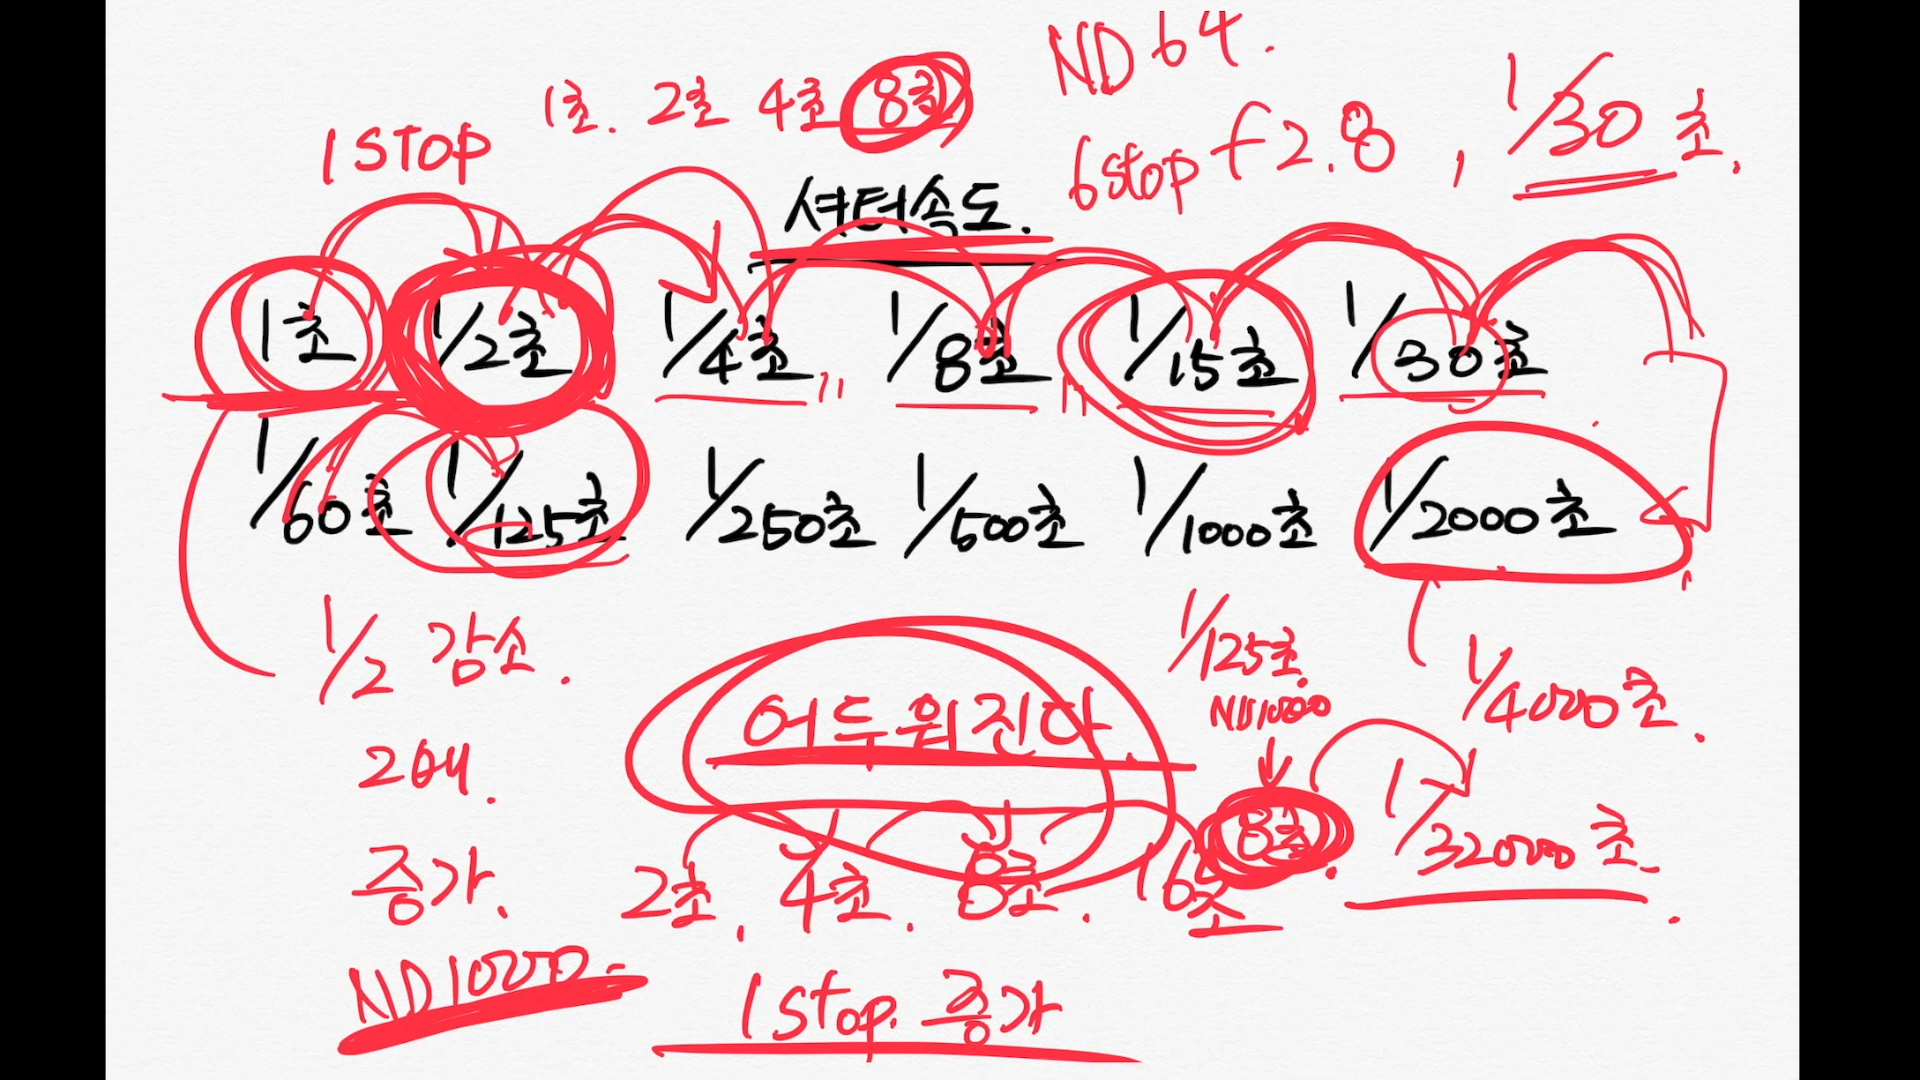 ND 64.
1초. 2초 4초 8초
1 STOP
6stop f 2.8, 1/30 초.
셔터속도.
1초 1/2초 1/4초 1/8초 1/15초 1/30초
1/60초 1/125초 1/250초 1/500초 1/1000초 1/2000초
1/2 감소.
1/125초.
1/4000초.
ND1000
어두워진다.
2배.
8초.
1/32000초.
증가.
2초, 4초. 8초. 16초
ND1000.
1 stop. 증가